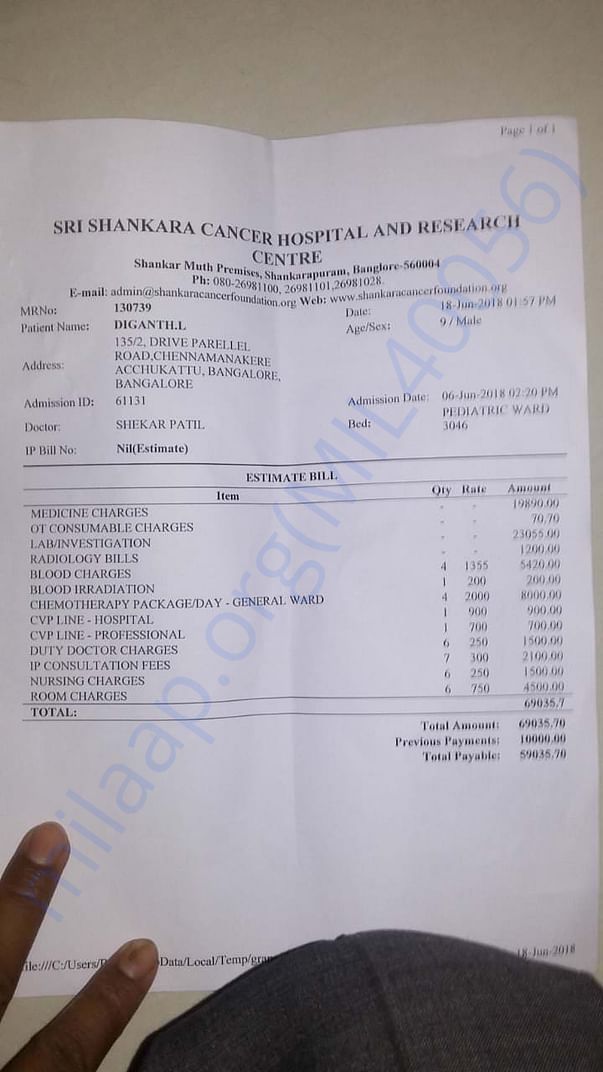 Page 1 of 1
SRI SHANKARA CANCER HOSPITAL AND RESEARCH
CENTRE
Shankar Muth Premises, Shankarapuram, Banglore-560004
Ph: 080-26981100, 26981101,26981028.
E-mail: admin@shankaracancerfoundation.org Web: www.shankaracancerfoundation.org
MRNo: 130739 Date: 18-Jun-2018 01:57 PM
Patient Name: DIGANTH.L Age/Sex: 9 / Male
Address: 135/2, DRIVE PARELLEL
ROAD,CHENNAMANAKERE
ACCHUKATTU, BANGALORE,
BANGALORE
Admission ID: 61131 Admission Date: 06-Jun-2018 02:20 PM
Doctor: SHEKAR PATIL Bed: PEDIATRIC WARD
3046
IP Bill No: Nil(Estimate)
ESTIMATE BILL
Item Qty Rate Amount
MEDICINE CHARGES - - 19890.00
OT CONSUMABLE CHARGES - - 70.70
LAB/INVESTIGATION - - 23055.00
RADIOLOGY BILLS - - 1200.00
BLOOD CHARGES 4 1355 5420.00
BLOOD IRRADIATION 1 200 200.00
CHEMOTHERAPY PACKAGE/DAY - GENERAL WARD 4 2000 8000.00
CVP LINE - HOSPITAL 1 900 900.00
CVP LINE - PROFESSIONAL 1 700 700.00
DUTY DOCTOR CHARGES 6 250 1500.00
IP CONSULTATION FEES 7 300 2100.00
NURSING CHARGES 6 250 1500.00
ROOM CHARGES 6 750 4500.00
TOTAL: 69035.7
Total Amount: 69035.70
Previous Payments: 10000.00
Total Payable: 59035.70
milaap.org(MIL40056)
file:///C:/Users/ Data/Local/Temp/ 18-Jun-2018